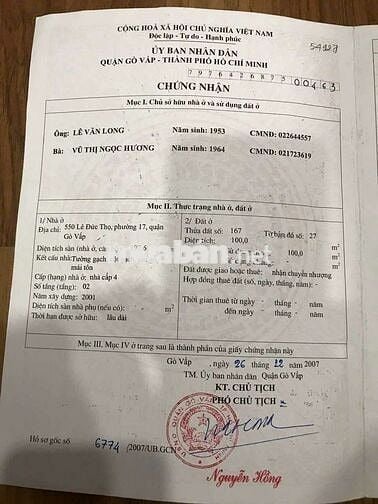 54128
CỘNG HOÀ XÃ HỘI CHỦ NGHĨA VIỆT NAM
Độc lập - Tự do - Hạnh phúc
ỦY BAN NHÂN DÂN
QUẬN GÒ VẤP - THÀNH PHỐ HỒ CHÍ MINH
797642687300463
CHỨNG NHẬN
Mục I. Chủ sở hữu nhà ở và sử dụng đất ở
Ông: LÊ VĂN LONG Năm sinh: 1953 CMND: 022644557
Bà: VŨ THỊ NGỌC HƯƠNG Năm sinh: 1964 CMND: 021723619
Mục II. Thực trạng nhà ở, đất ở
1/ Nhà ở
Địa chỉ: 550 Lê Đức Thọ, phường 17, quận
Gò Vấp
Diện tích sàn (nhà ở, căn
Kết cấu nhà: Tường gạch
mái tôn
Cấp (hạng) nhà ở: nhà cấp 4
Số tầng (tầng): 02
Năm xây dựng: 2001
Diện tích sàn nhà phụ (nếu có): - m²
Thời hạn được sở hữu: lâu dài
2/ Đất ở
Thửa đất số: 167 Tờ bản đồ số: 27
Diện tích: 100,0 m²
100,0 m²
Đất được giao hoặc thuê: nhận chuyển nhượng
Hợp đồng thuê đất (số, ngày, tháng, năm):
Thời gian thuê từ ngày - tháng - năm
đến ngày - tháng - năm
Mục III, Mục IV ở trang sau là thành phần của giấy chứng nhận này
Gò Vấp, ngày 26 tháng 12 năm 2007
TM. Ủy ban nhân dân Quận Gò Vấp
KT. CHỦ TỊCH
PHÓ CHỦ TỊCH
Hồ sơ gốc số 6774 /2007/UB.GCN
Nguyễn Hồng